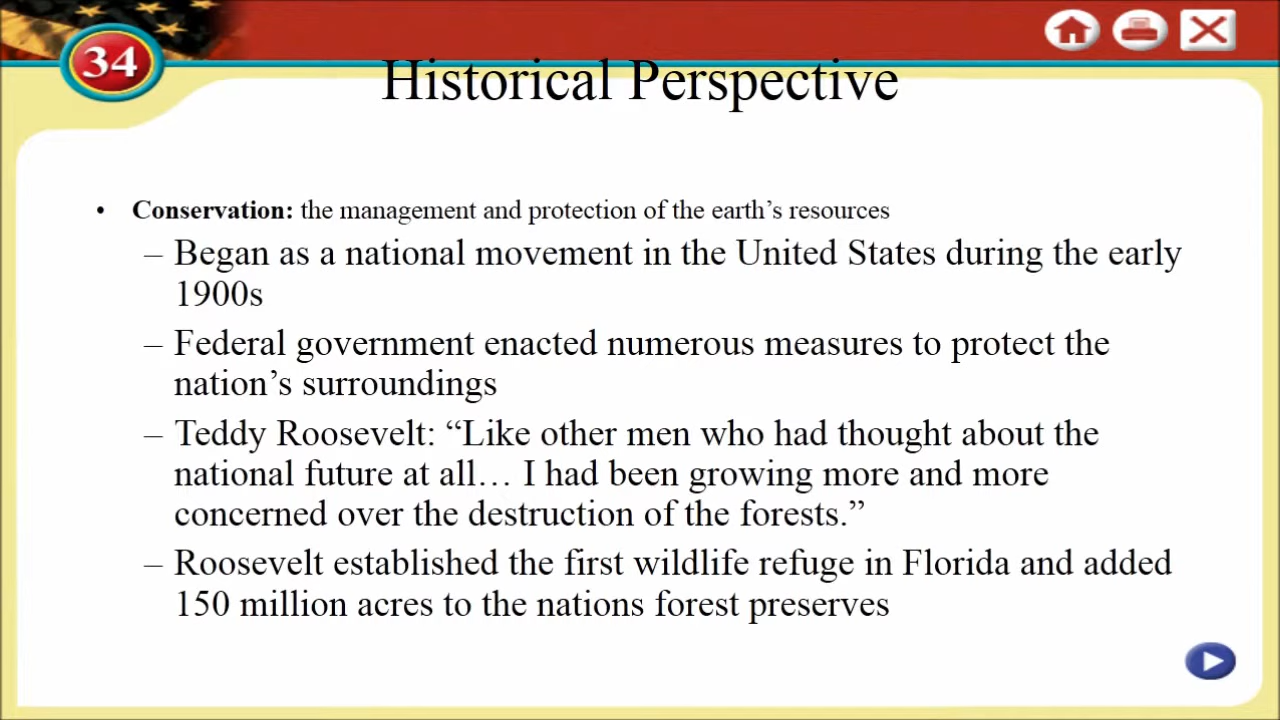 34
Historical Perspective
• Conservation: the management and protection of the earth’s resources
– Began as a national movement in the United States during the early
1900s
– Federal government enacted numerous measures to protect the
nation’s surroundings
– Teddy Roosevelt: “Like other men who had thought about the
national future at all… I had been growing more and more
concerned over the destruction of the forests.”
– Roosevelt established the first wildlife refuge in Florida and added
150 million acres to the nations forest preserves